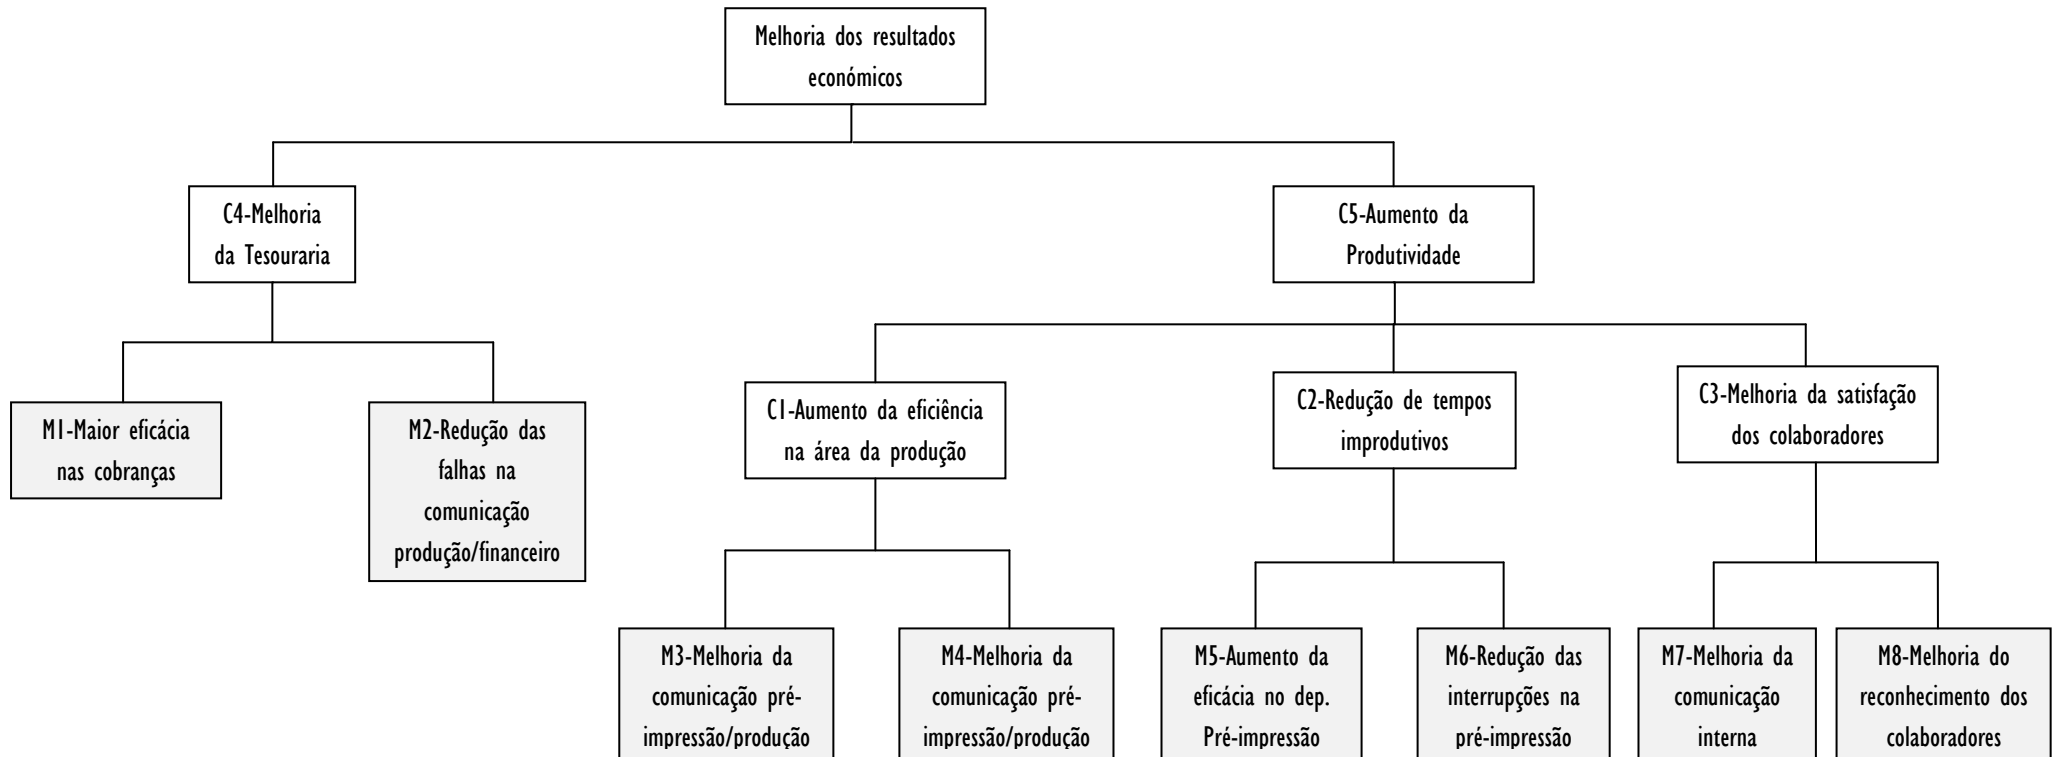 Melhoria dos resultados
económicos
C4-Melhoria
da Tesouraria
C5-Aumento da
Produtividade
M1-Maior eficácia
nas cobranças
M2-Redução das
falhas na
comunicação
produção/financeiro
C1-Aumento da eficiência
na área da produção
C2-Redução de tempos
improdutivos
C3-Melhoria da satisfação
dos colaboradores
M3-Melhoria da
comunicação pré-
impressão/produção
M4-Melhoria da
comunicação pré-
impressão/produção
M5-Aumento da
eficácia no dep.
Pré-impressão
M6-Redução das
interrupções na
pré-impressão
M7-Melhoria da
comunicação
interna
M8-Melhoria do
reconhecimento dos
colaboradores